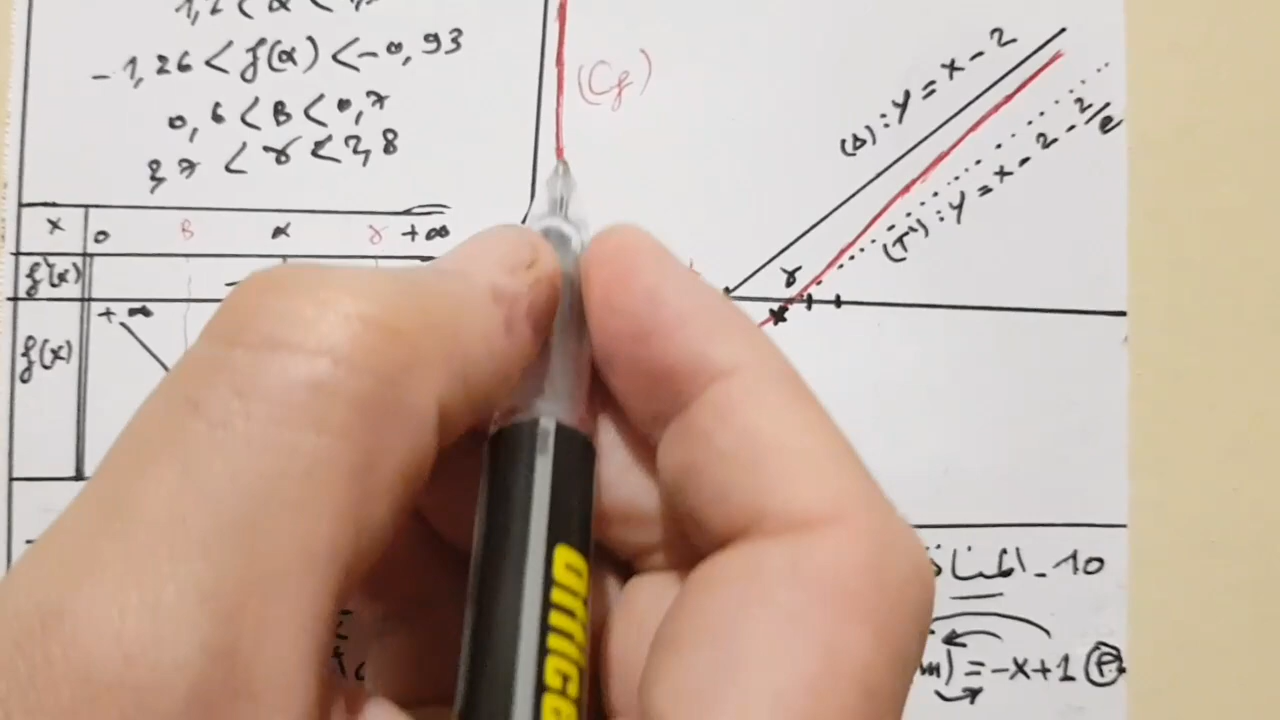 -1,26 < f(α) < -0,93
0,6 < β < 0,7
3,7 < γ < 3,8
x 0 β α γ +∞
f'(x)
f(x) +∞
(Cf)
(Δ): y = x - 2
(T'): y = x - 2 - 2/e
γ
office
10 -
= -x+1